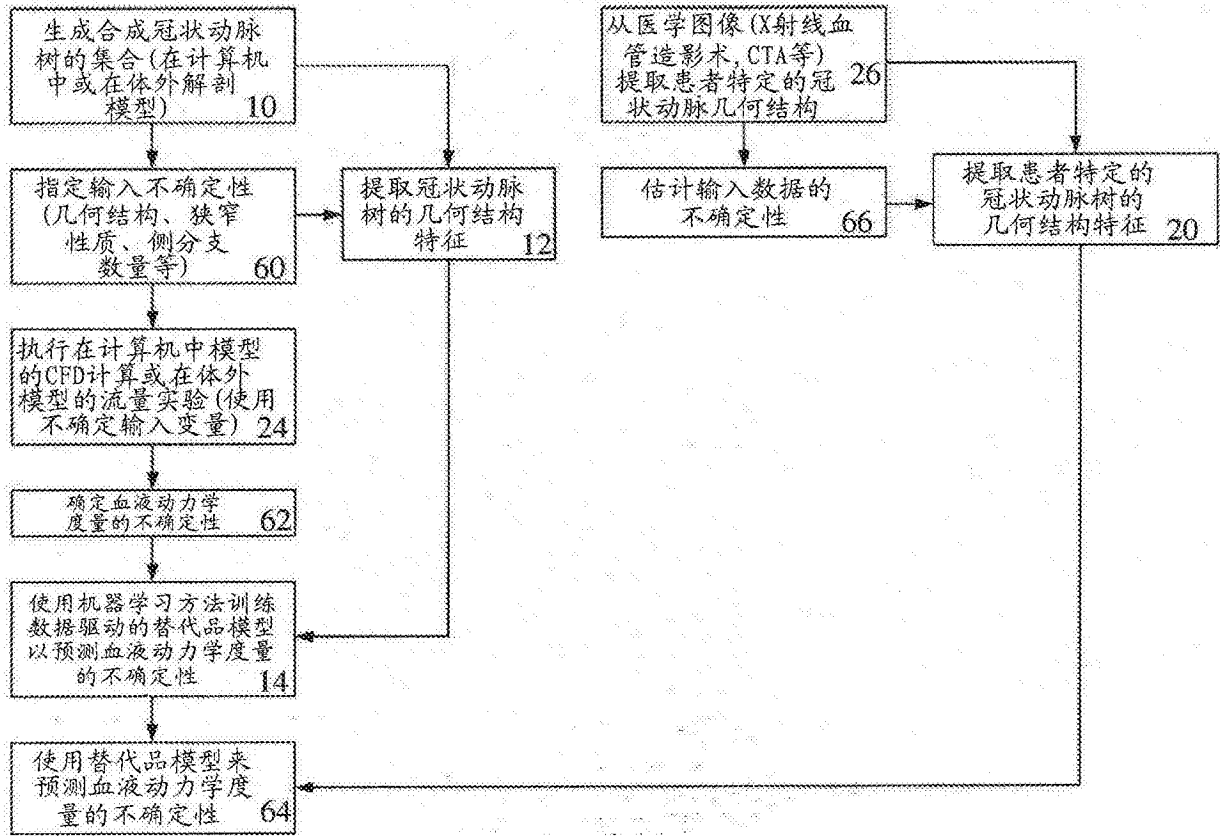 生成合成冠状动脉
树的集合(在计算机
中或在体外解剖
模型) 10
指定输入不确定性
(几何结构、狭窄
性质、侧分支
数量等) 60
执行在计算机中模型
的CFD计算或在体外
模型的流量实验(使用
不确定输入变量) 24
确定血液动力学
度量的不确定性 62
使用机器学习方法训练
数据驱动的替代品模型
以预测血液动力学度量
的不确定性 14
使用替代品模型来
预测血液动力学度
量的不确定性 64
提取冠状动脉
树的几何结构
特征 12
从医学图像(X射线血
管造影术,CTA等)
提取患者特定的冠
状动脉几何结构 26
估计输入数据的
不确定性 66
提取患者特定的
冠状动脉树的
几何结构特征 20